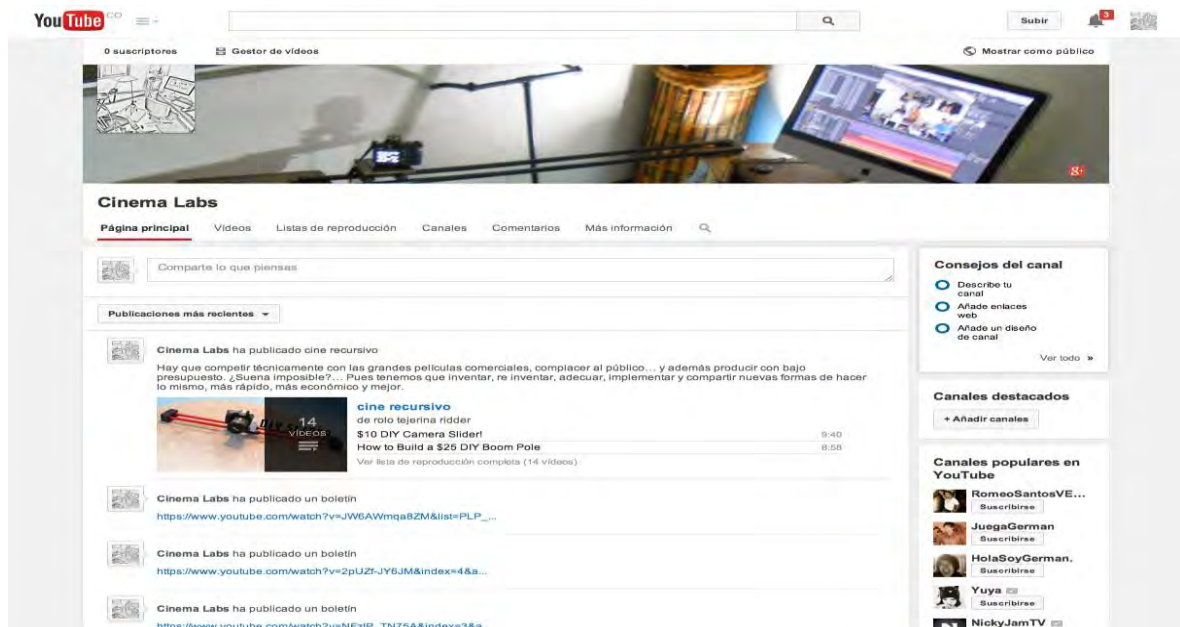 YouTube CO
Subir
3
0 suscriptores
Gestor de vídeos
Mostrar como público
Cinema Labs
Página principal
Vídeos
Listas de reproducción
Canales
Comentarios
Más información
Comparte lo que piensas
Publicaciones más recientes
Cinema Labs ha publicado cine recursivo
Hay que competir técnicamente con las grandes películas comerciales, complacer al público... y además producir con bajo
presupuesto. ¿Suena imposible?... Pues tenemos que inventar, re inventar, adecuar, implementar y compartir nuevas formas de hacer
lo mismo, más rápido, más económico y mejor.
14
VÍDEOS
cine recursivo
de rolo tejerina ridder
$10 DIY Camera Slider! 9:40
How to Build a $25 DIY Boom Pole 8:58
Ver lista de reproducción completa (14 vídeos)
Cinema Labs ha publicado un boletín
https://www.youtube.com/watch?v=JW6AWmqa8ZM&list=PLP_...
Cinema Labs ha publicado un boletín
https://www.youtube.com/watch?v=2pUZf-JY6JM&index=4&a...
Cinema Labs ha publicado un boletín
Consejos del canal
Describe tu
canal
Añade enlaces
web
Añade un diseño
de canal
Ver todo »
Canales destacados
+ Añadir canales
Canales populares en
YouTube
RomeoSantosVE...
Suscribirse
JuegaGerman
Suscribirse
HolaSoyGerman.
Suscribirse
Yuya
Suscribirse
NickyJamTV